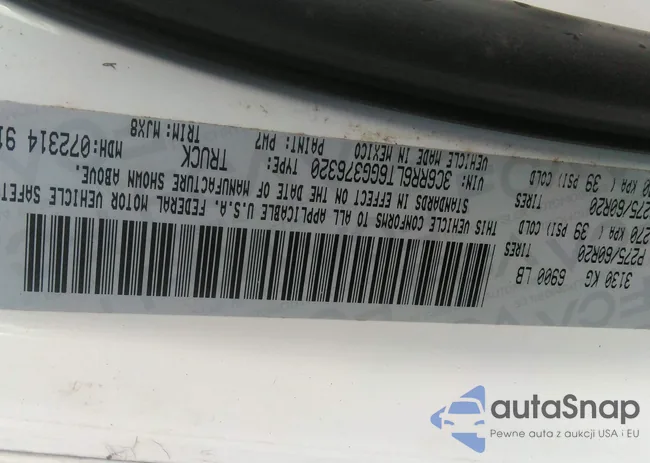 3130 KG 6900 LB
P275/60R20 TIRES
270 KPA ( 39 PSI) COLD
275/60R20 TIRES
KPA ( 39 PSI) COLD
THIS VEHICLE CONFORMS TO ALL APPLICABLE U.S.A. FEDERAL MOTOR VEHICLE SAFET
STANDARDS IN EFFECT ON THE DATE OF MANUFACTURE SHOWN ABOVE.
VIN: 3C6RR6LT6GG376320 TYPE: TRUCK MDH:072314 91
PAINT: PW7 TRIM: MJX8
VEHICLE MADE IN MEXICO
autaSnap
Pewne auta z aukcji USA i EU